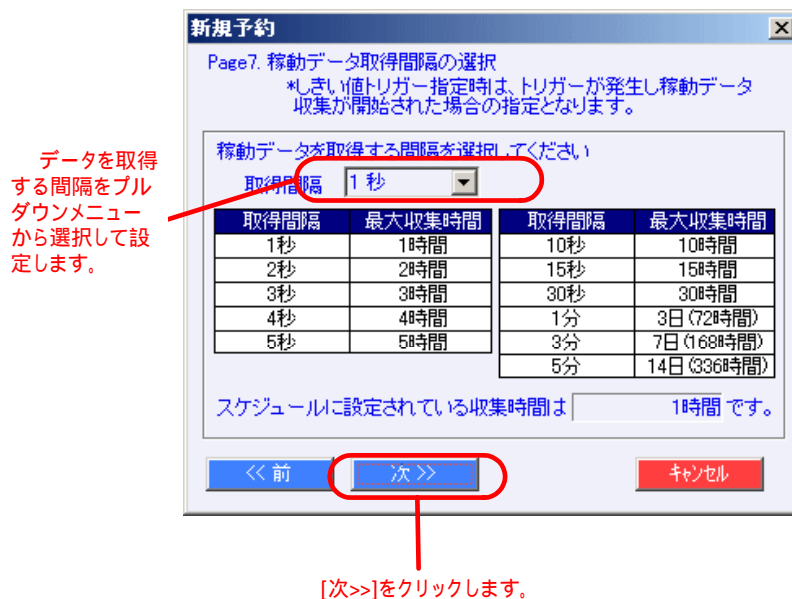 新規予約
Page7. 稼動データ取得間隔の選択
*しきい値トリガー指定時は、トリガーが発生し稼動データ
収集が開始された場合の指定となります。
稼動データを取得する間隔を選択してください
取得間隔 1 秒
データを取得
する間隔をプル
ダウンメニュー
から選択して設
定します。
取得間隔 最大収集時間 取得間隔 最大収集時間
1秒 1時間 10秒 10時間
2秒 2時間 15秒 15時間
3秒 3時間 30秒 30時間
4秒 4時間 1分 3日(72時間)
5秒 5時間 3分 7日(168時間)
5分 14日(336時間)
スケジュールに設定されている収集時間は 1時間 です。
<< 前 次 >> キャンセル
[次>>]をクリックします。